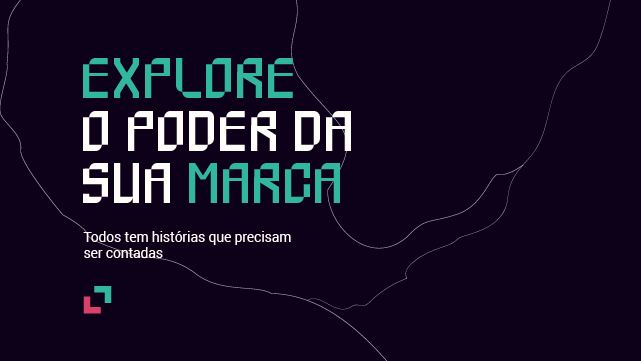 EXPLORE
O PODER DA
SUA MARCA
Todos tem histórias que precisam
ser contadas